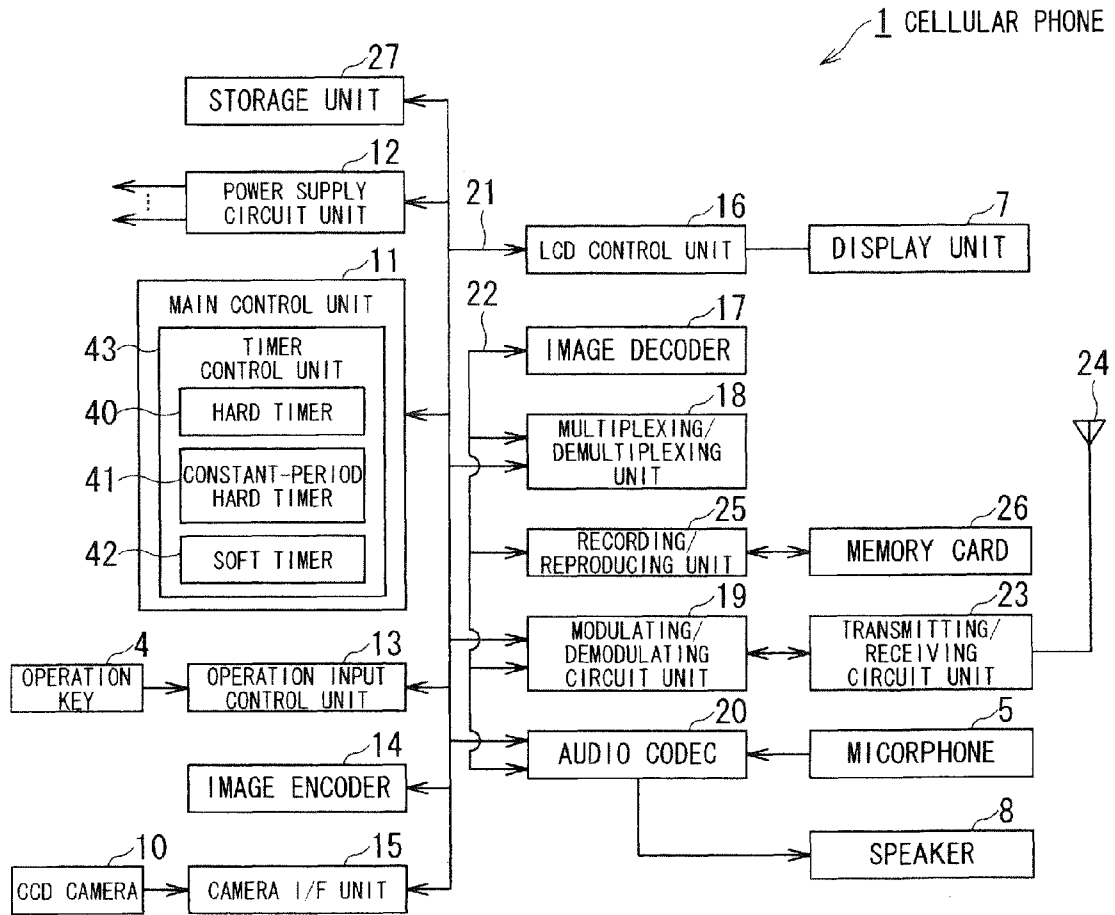 1 CELLULAR PHONE
27
STORAGE UNIT
12
POWER SUPPLY
CIRCUIT UNIT
21
16
LCD CONTROL UNIT
7
DISPLAY UNIT
11
MAIN CONTROL UNIT
43
TIMER
CONTROL UNIT
40
HARD TIMER
41
CONSTANT-PERIOD
HARD TIMER
42
SOFT TIMER
22
17
IMAGE DECODER
18
MULTIPLEXING/
DEMULTIPLEXING
UNIT
24
25
RECORDING/
REPRODUCING UNIT
26
MEMORY CARD
19
MODULATING/
DEMODULATING
CIRCUIT UNIT
23
TRANSMITTING/
RECEIVING
CIRCUIT UNIT
4
OPERATION
KEY
13
OPERATION INPUT
CONTROL UNIT
20
AUDIO CODEC
5
MICORPHONE
14
IMAGE ENCODER
8
SPEAKER
10
CCD CAMERA
15
CAMERA I/F UNIT